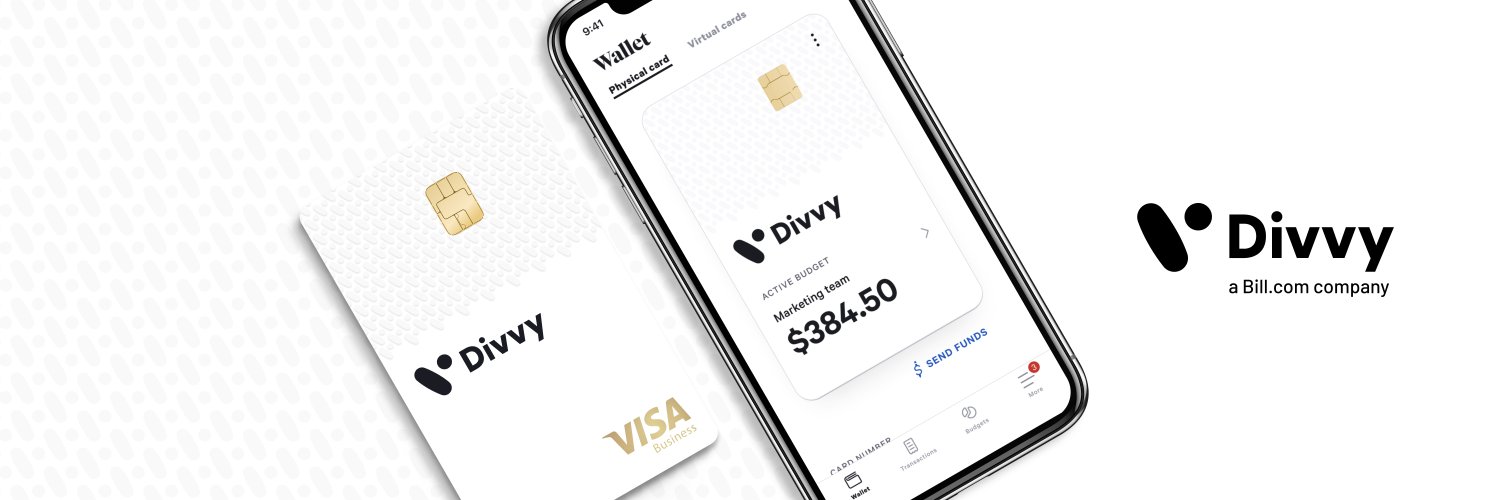 Divvy
VISA
Business
9:41
Wallet
Physical card
Virtual cards
Divvy
ACTIVE BUDGET
Marketing team
$384.50
$ SEND FUNDS
CARD NUMBER
Wallet
Transactions
Budgets
3
More
Divvy
a Bill.com company